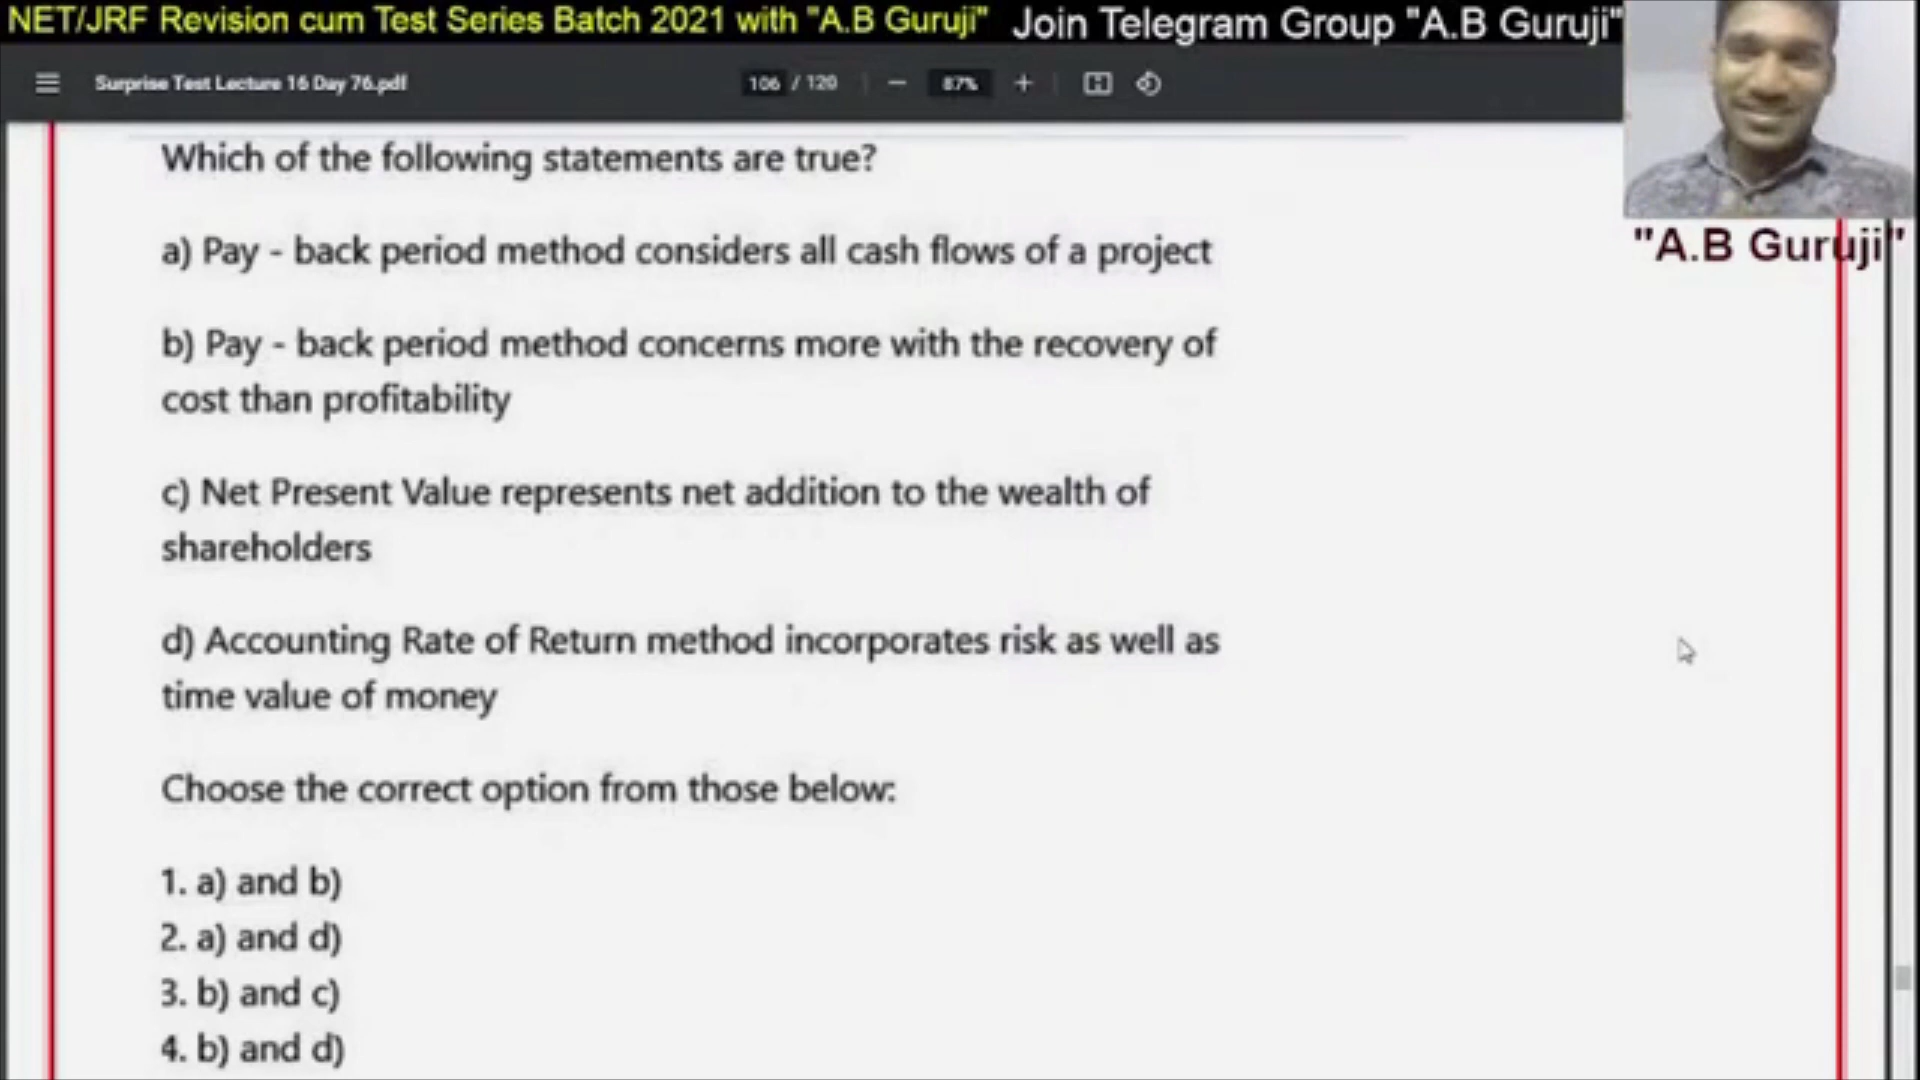 NET/JRF Revision cum Test Series Batch 2021 with "A.B Guruji" Join Telegram Group "A.B Guruji"
Surprise Test Lecture 16 Day 76.pdf 106 / 120 − 87% +
"A.B Guruji"
Which of the following statements are true?
a) Pay - back period method considers all cash flows of a project
b) Pay - back period method concerns more with the recovery of
cost than profitability
c) Net Present Value represents net addition to the wealth of
shareholders
d) Accounting Rate of Return method incorporates risk as well as
time value of money
Choose the correct option from those below:
1. a) and b)
2. a) and d)
3. b) and c)
4. b) and d)